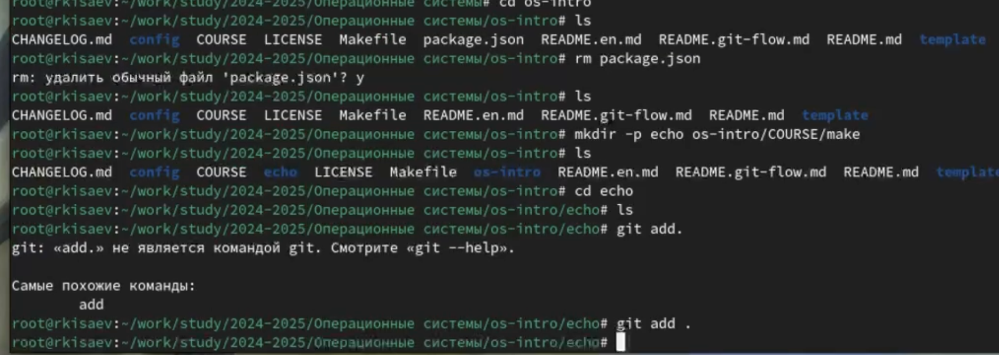 root@rkisaev:~/work/study/2024-2025/Операционные системы# cd os-intro
root@rkisaev:~/work/study/2024-2025/Операционные системы/os-intro# ls
CHANGELOG.md config COURSE LICENSE Makefile package.json README.en.md README.git-flow.md README.md template
root@rkisaev:~/work/study/2024-2025/Операционные системы/os-intro# rm package.json
rm: удалить обычный файл 'package.json'? y
root@rkisaev:~/work/study/2024-2025/Операционные системы/os-intro# ls
CHANGELOG.md config COURSE LICENSE Makefile README.en.md README.git-flow.md README.md template
root@rkisaev:~/work/study/2024-2025/Операционные системы/os-intro# mkdir -p echo os-intro/COURSE/make
root@rkisaev:~/work/study/2024-2025/Операционные системы/os-intro# ls
CHANGELOG.md config COURSE echo LICENSE Makefile os-intro README.en.md README.git-flow.md README.md template
root@rkisaev:~/work/study/2024-2025/Операционные системы/os-intro# cd echo
root@rkisaev:~/work/study/2024-2025/Операционные системы/os-intro/echo# ls
root@rkisaev:~/work/study/2024-2025/Операционные системы/os-intro/echo# git add.
git: «add.» не является командой git. Смотрите «git --help».
Самые похожие команды:
add
root@rkisaev:~/work/study/2024-2025/Операционные системы/os-intro/echo# git add .
root@rkisaev:~/work/study/2024-2025/Операционные системы/os-intro/echo#